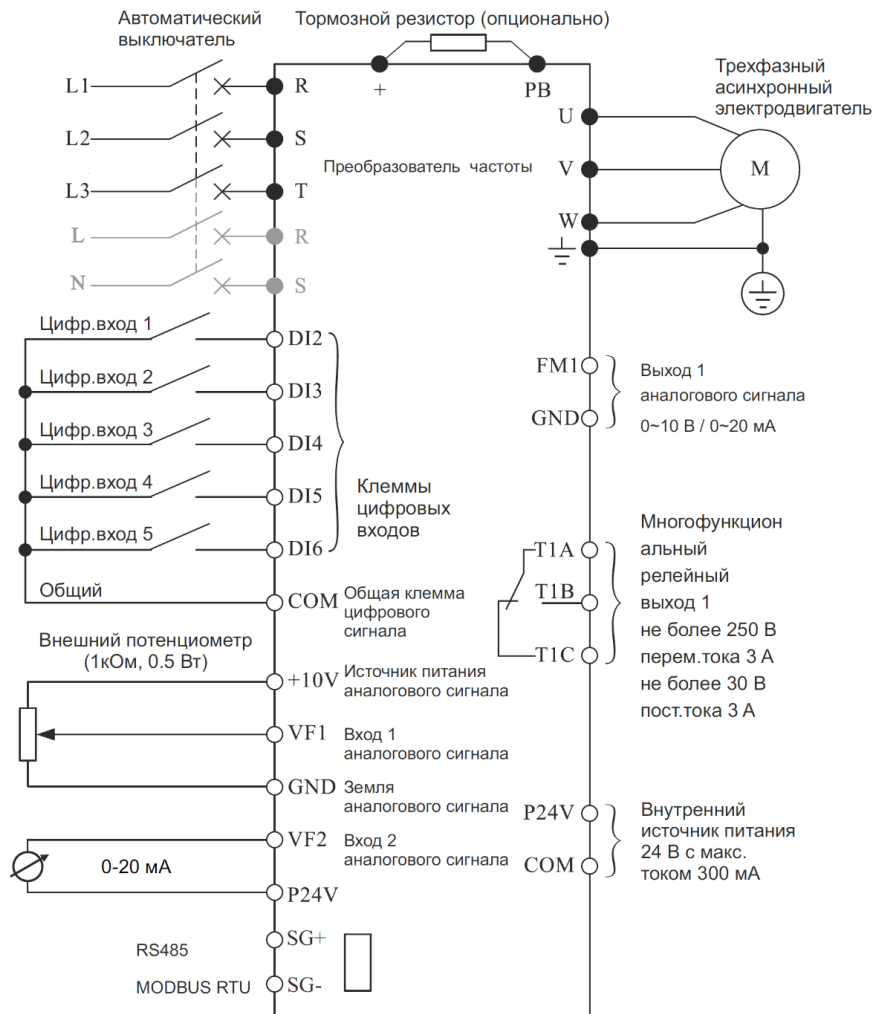 Автоматический
выключатель
Тормозной резистор (опционально)
L1
R
+
PB
Трехфазный
асинхронный
электродвигатель
U
L2
S
Преобразователь частоты
V
M
L3
T
W
L
R
N
S
Цифр.вход 1
DI2
Цифр.вход 2
DI3
Цифр.вход 3
DI4
Цифр.вход 4
DI5
Цифр.вход 5
DI6
Клеммы
цифровых
входов
Общий
COM
Общая клемма
цифрового
сигнала
FM1
GND
Выход 1
аналогового сигнала
0~10 В / 0~20 мА
T1A
T1B
T1C
Многофункцион
альный
релейный
выход 1
не более 250 В
перем.тока 3 А
не более 30 В
пост.тока 3 А
Внешний потенциометр
(1кОм, 0.5 Вт)
+10V
Источник питания
аналогового сигнала
VF1
Вход 1
аналогового сигнала
GND
Земля
аналогового сигнала
VF2
Вход 2
аналогового сигнала
0-20 мА
P24V
P24V
COM
Внутренний
источник питания
24 В с макс.
током 300 мА
RS485
SG+
MODBUS RTU
SG-